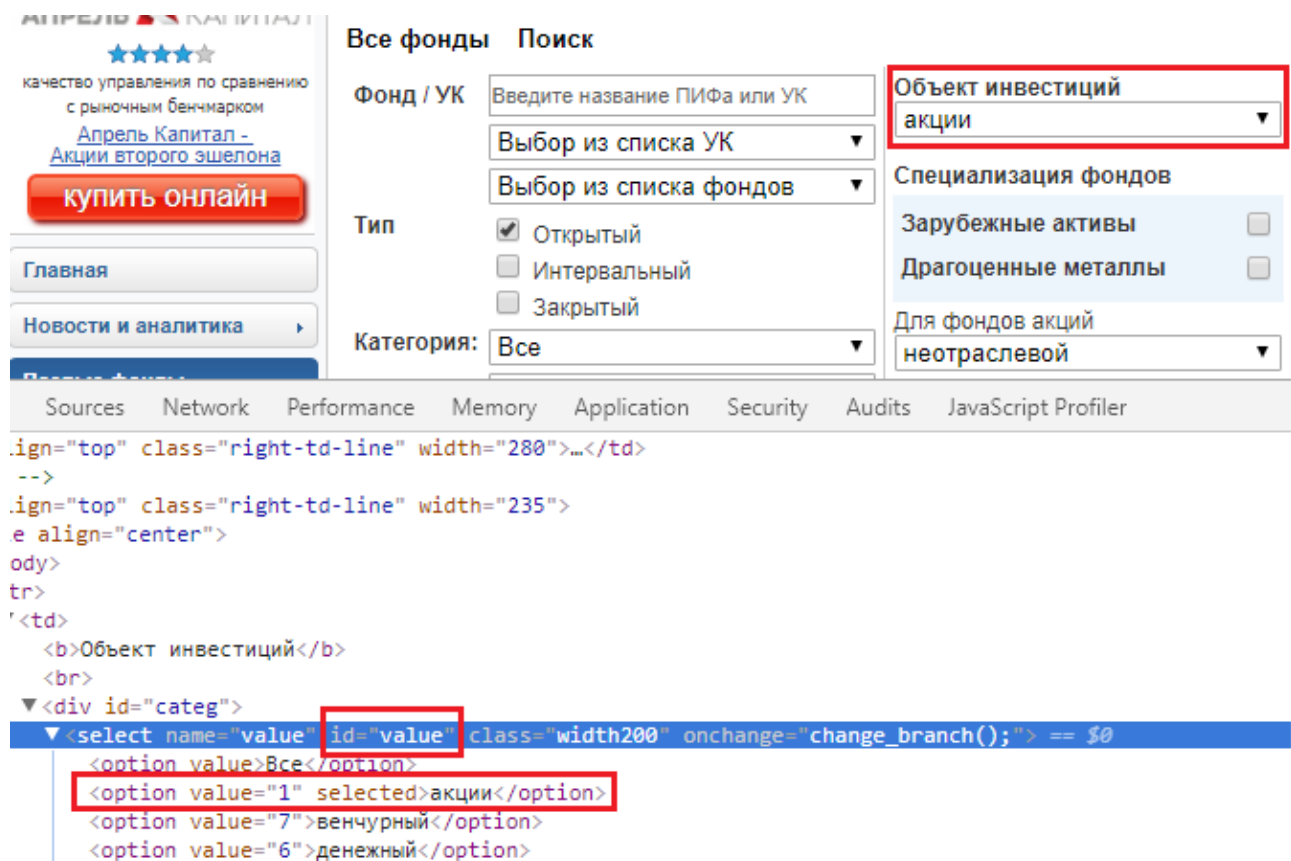 АПРЕЛЬ КАПИТАЛ
качество управления по сравнению
с рыночным бенчмарком
Апрель Капитал -
Акции второго эшелона
купить онлайн
Главная
Новости и аналитика
Все фонды Поиск
Фонд / УК
Введите название ПИФа или УК
Выбор из списка УК
Выбор из списка фондов
Тип
Открытый
Интервальный
Закрытый
Категория:
Все
Объект инвестиций
акции
Специализация фондов
Зарубежные активы
Драгоценные металлы
Для фондов акций
неотраслевой
Sources Network Performance Memory Application Security Audits JavaScript Profiler
ign="top" class="right-td-line" width="280">…</td>
-->
ign="top" class="right-td-line" width="235">
e align="center">
ody>
tr>
<td>
<b>Объект инвестиций</b>
<br>
▼<div id="categ">
▼<select name="value" id="value" class="width200" onchange="change_branch();"> == $0
<option value>Все</option>
<option value="1" selected>акции</option>
<option value="7">венчурный</option>
<option value="6">денежный</option>